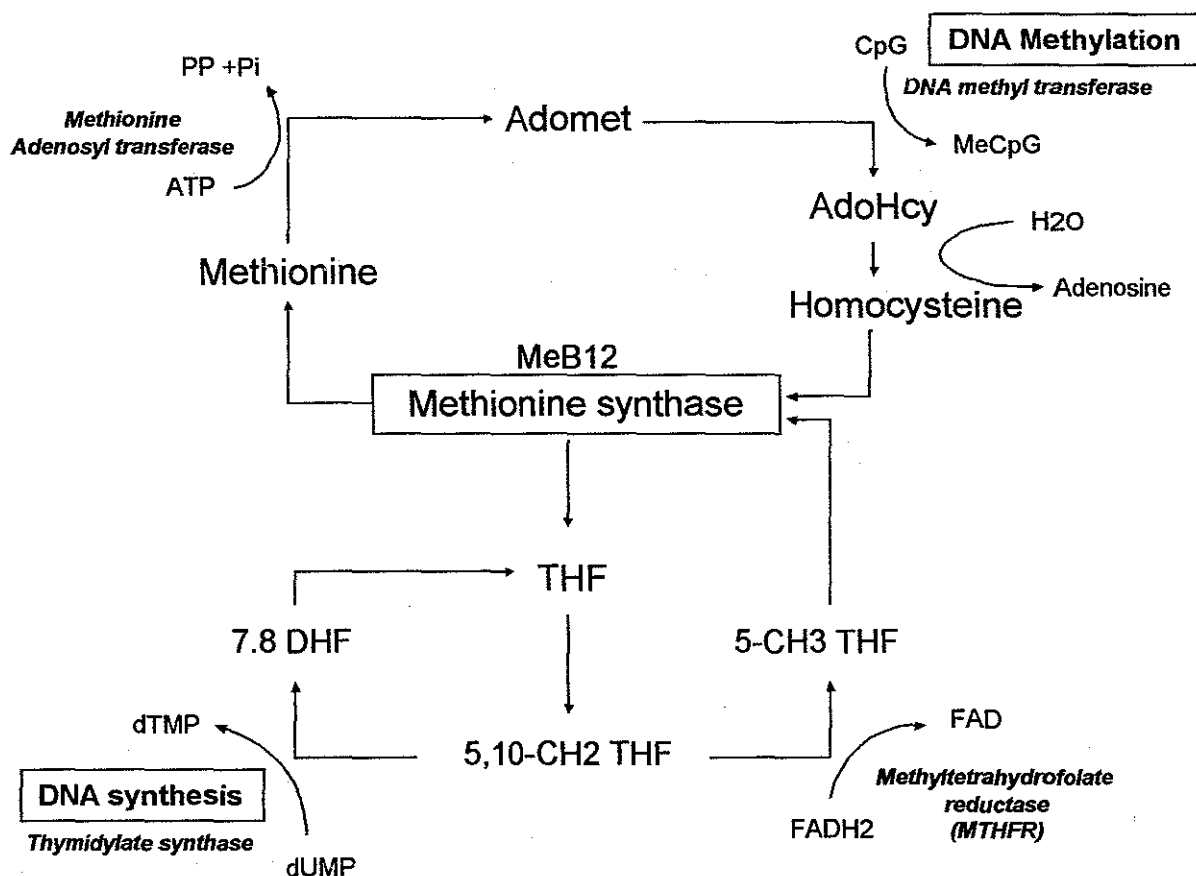 CpG
DNA Methylation
DNA methyl transferase
MeCpG
PP +Pi
Methionine
Adenosyl transferase
ATP
Adomet
AdoHcy
H2O
Adenosine
Methionine
Homocysteine
MeB12
Methionine synthase
THF
7.8 DHF
5-CH3 THF
dTMP
5,10-CH2 THF
FAD
DNA synthesis
Thymidylate synthase
dUMP
FADH2
Methyltetrahydrofolate
reductase
(MTHFR)